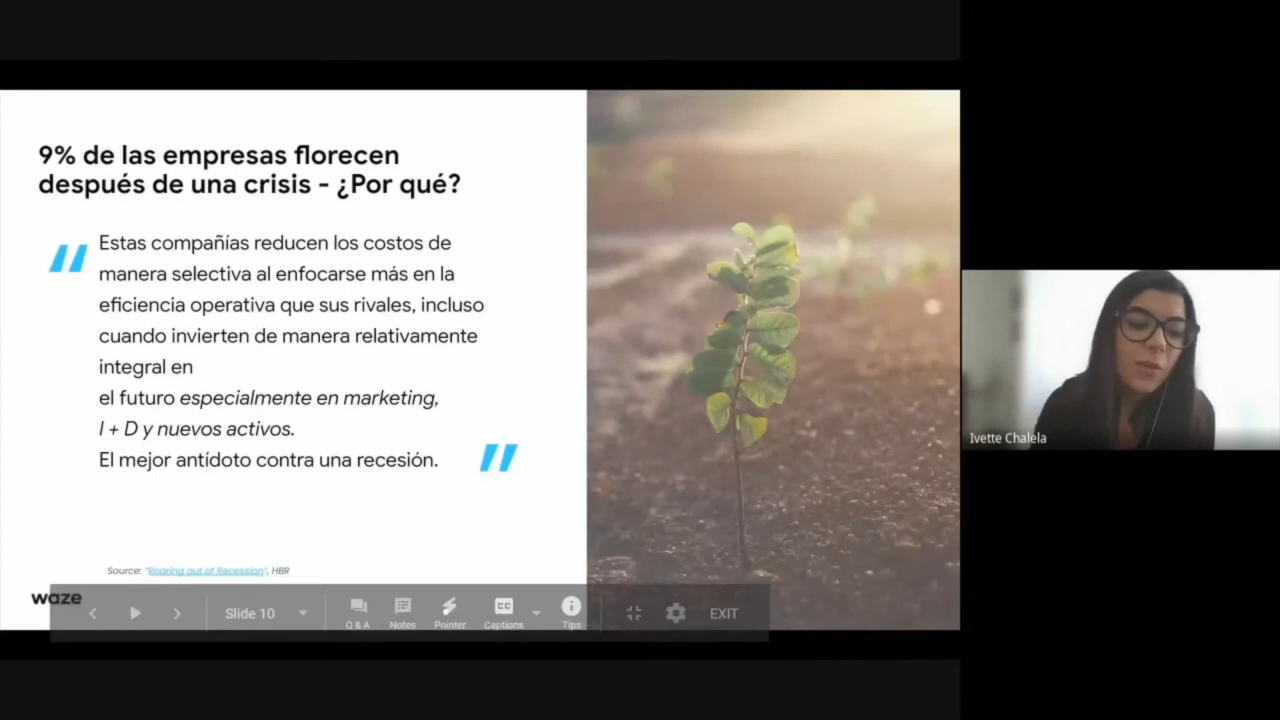 9% de las empresas florecen
después de una crisis - ¿Por qué?
Estas compañías reducen los costos de
manera selectiva al enfocarse más en la
eficiencia operativa que sus rivales, incluso
cuando invierten de manera relativamente
integral en
el futuro especialmente en marketing,
I + D y nuevos activos.
El mejor antídoto contra una recesión.
Source: "Roaring out of Recession", HBR
waze
Slide 10
Q & A
Notes
Pointer
CC
Captions
Tips
EXIT
Ivette Chalela